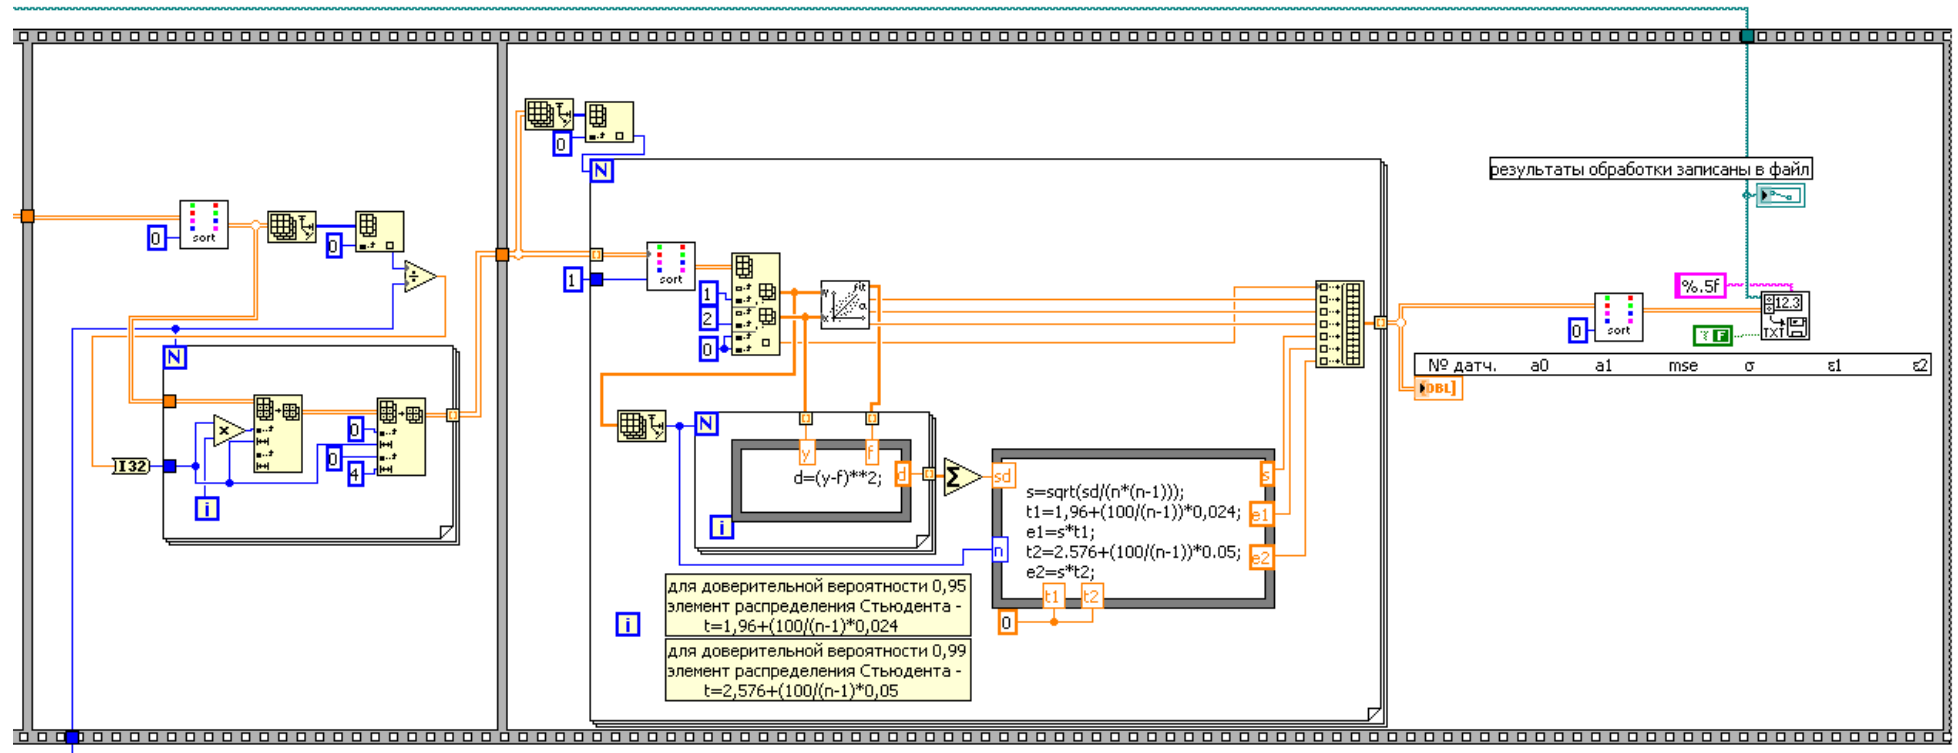 0
sort
0
÷
N
×
I32
0
0
4
i
0
N
1
sort
1
2
0
fit
N
y
f
d=(y-f)**2;
d
i
Σ
sd
n
s=sqrt(sd/(n*(n-1)));
t1=1,96+(100/(n-1))*0,024;
e1=s*t1;
t2=2.576+(100/(n-1))*0.05;
e2=s*t2;
s
e1
e2
t1
t2
0
для доверительной вероятности 0,95
элемент распределения Стьюдента -
t=1,96+(100/(n-1)*0,024
для доверительной вероятности 0,99
элемент распределения Стьюдента -
t=2,576+(100/(n-1)*0,05
i
результаты обработки записаны в файл
%.5f
0
sort
12.3
TXT
F
№ датч. a0 a1 mse σ ε1 ε2
DBL]